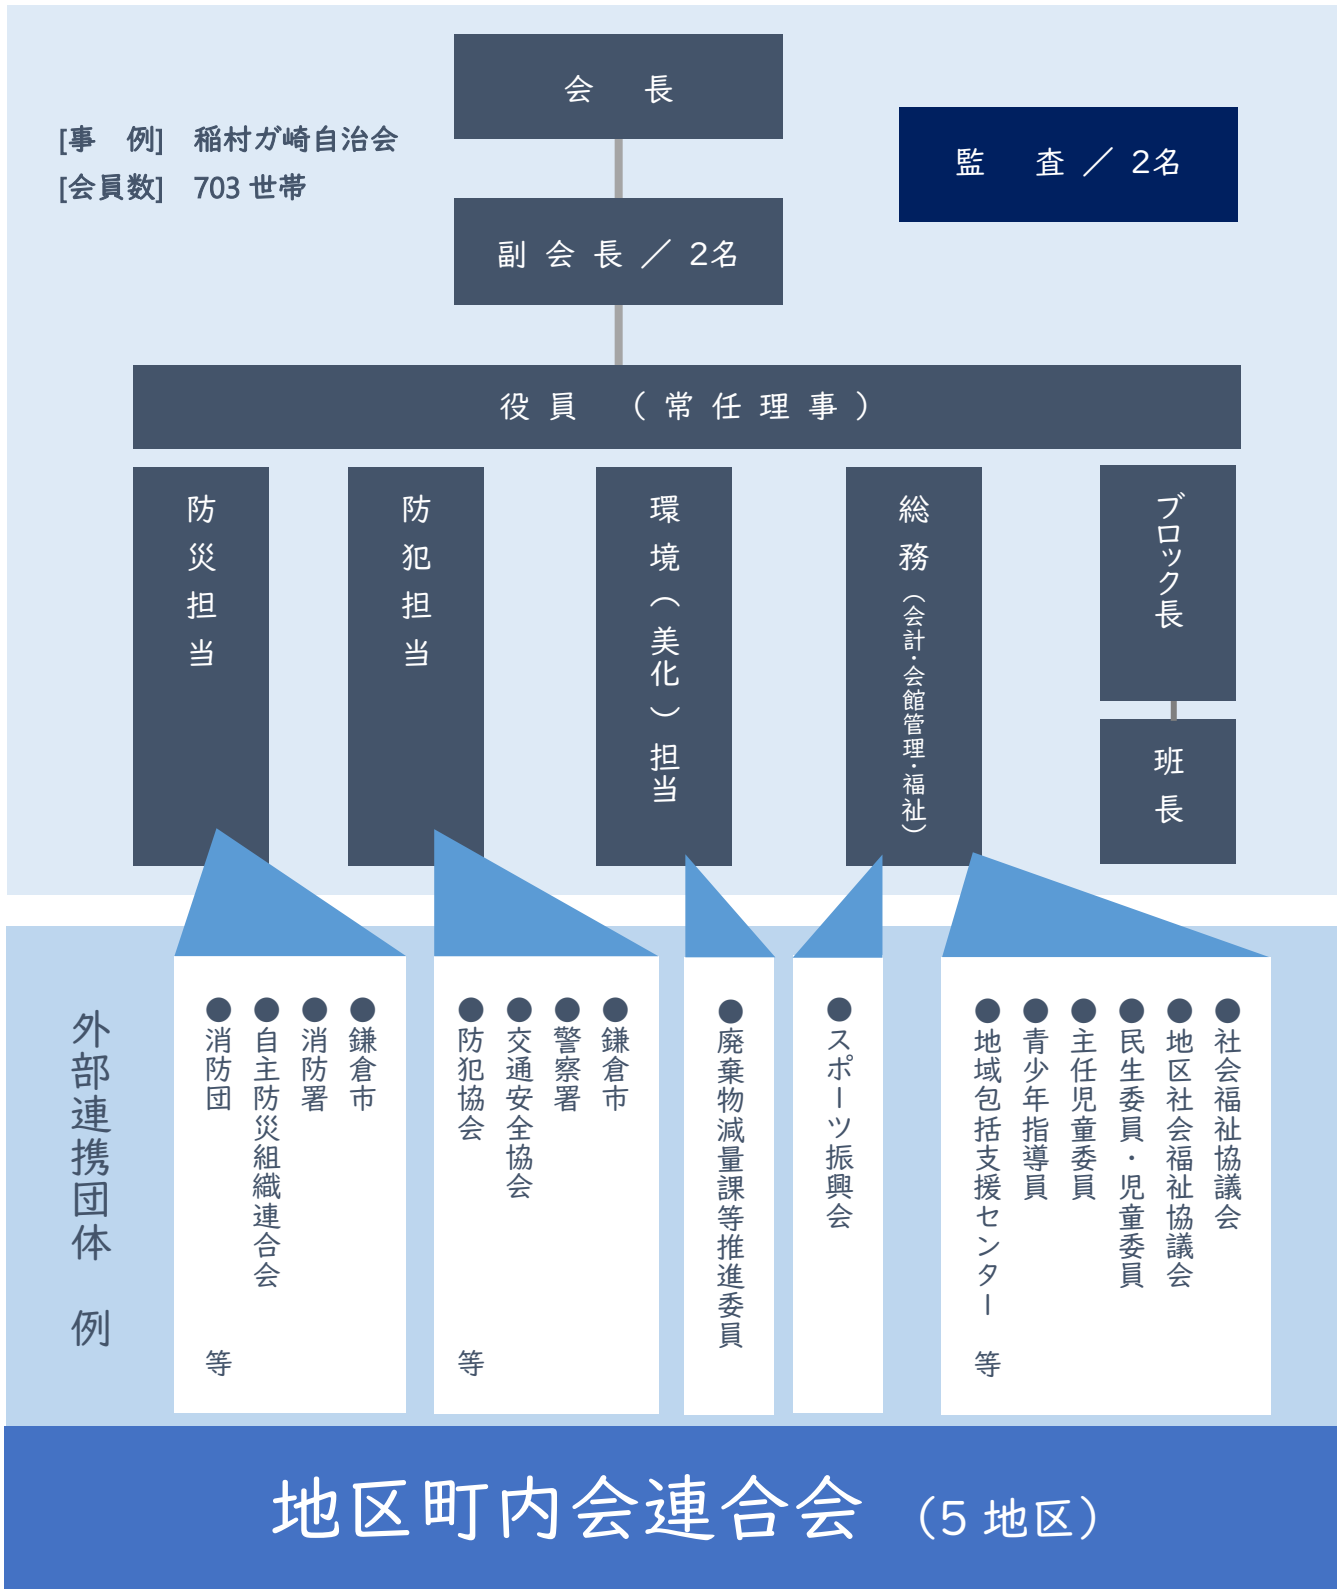 会　長
[事　例]　稲村ガ崎自治会
[会員数]　703 世帯
監　査 ／ 2名
副 会 長 ／ 2名
役 員　（ 常 任 理 事 ）
防災担当
防犯担当
環境（美化）担当
総務（会計・会館管理・福祉）
ブロック長
班長
外部連携団体　例
●鎌倉市
●消防署
●自主防災組織連合会
●消防団　等
●鎌倉市
●警察署
●交通安全協会
●防犯協会　等
●廃棄物減量課等推進委員
●スポーツ振興会
●社会福祉協議会
●地区社会福祉協議会
●民生委員・児童委員
●主任児童委員
●青少年指導員
●地域包括支援センター　等
地区町内会連合会　（5 地区）